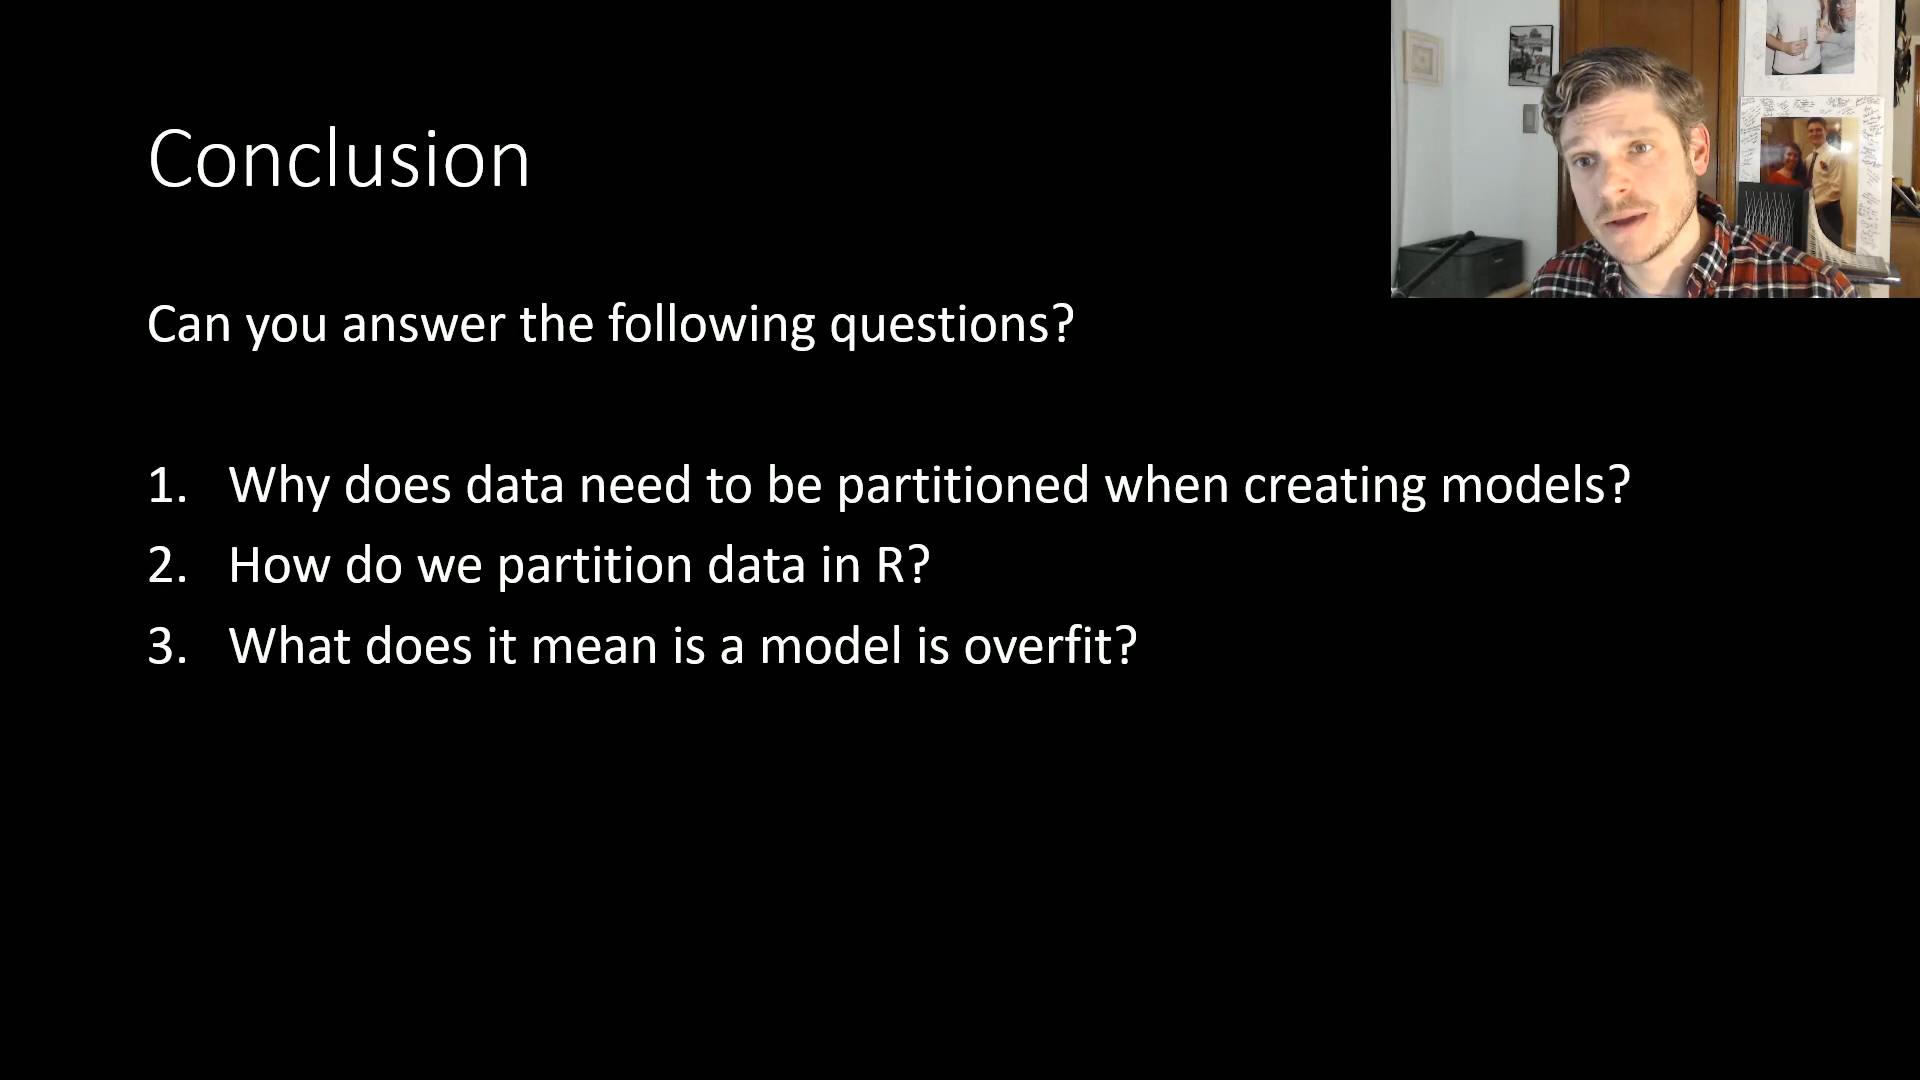 Conclusion
Can you answer the following questions?
1. Why does data need to be partitioned when creating models?
2. How do we partition data in R?
3. What does it mean is a model is overfit?